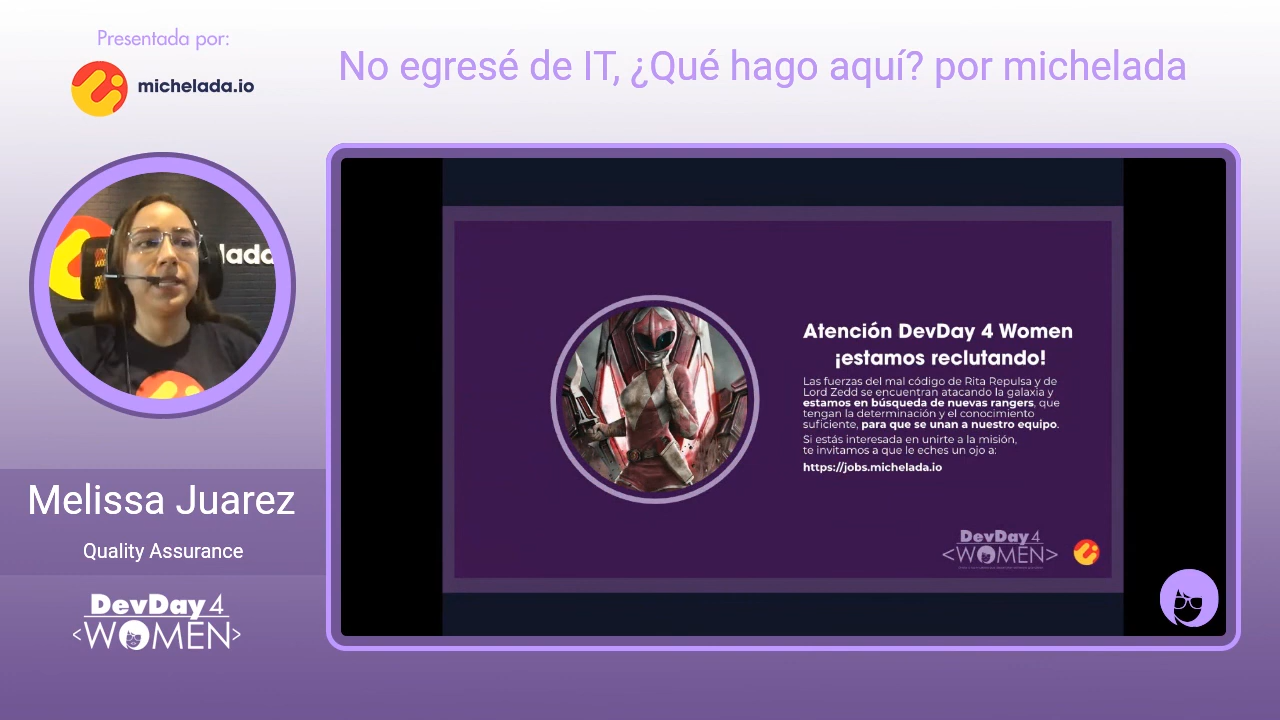 Presentada por:
michelada.io
No egresé de IT, ¿Qué hago aquí? por michelada
lada
Atención DevDay 4 Women
¡estamos reclutando!
Las fuerzas del mal código de Rita Repulsa y de
Lord Zedd se encuentran atacando la galaxia y
estamos en búsqueda de nuevas rangers, que
tengan la determinación y el conocimiento
suficiente, para que se unan a nuestro equipo.
Si estás interesada en unirte a la misión,
te invitamos a que le eches un ojo a:
https://jobs.michelada.io
DevDay 4
<WOMEN>
Melissa Juarez
Quality Assurance
DevDay 4
<WOMEN>